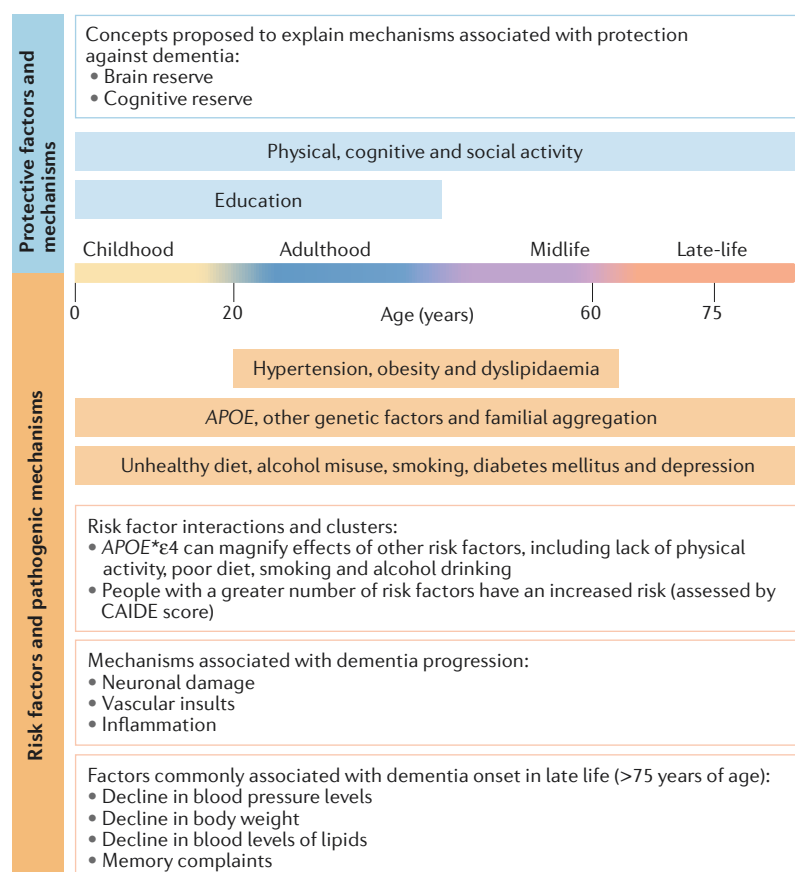 Protective factors and
mechanisms
Concepts proposed to explain mechanisms associated with protection
against dementia:
• Brain reserve
• Cognitive reserve
Physical, cognitive and social activity
Education
Childhood
Adulthood
Midlife
Late-life
0
20
Age (years)
60
75
Risk factors and pathogenic mechanisms
Hypertension, obesity and dyslipidaemia
APOE, other genetic factors and familial aggregation
Unhealthy diet, alcohol misuse, smoking, diabetes mellitus and depression
Risk factor interactions and clusters:
• APOE*ε4 can magnify effects of other risk factors, including lack of physical
activity, poor diet, smoking and alcohol drinking
• People with a greater number of risk factors have an increased risk (assessed by
CAIDE score)
Mechanisms associated with dementia progression:
• Neuronal damage
• Vascular insults
• Inflammation
Factors commonly associated with dementia onset in late life (>75 years of age):
• Decline in blood pressure levels
• Decline in body weight
• Decline in blood levels of lipids
• Memory complaints